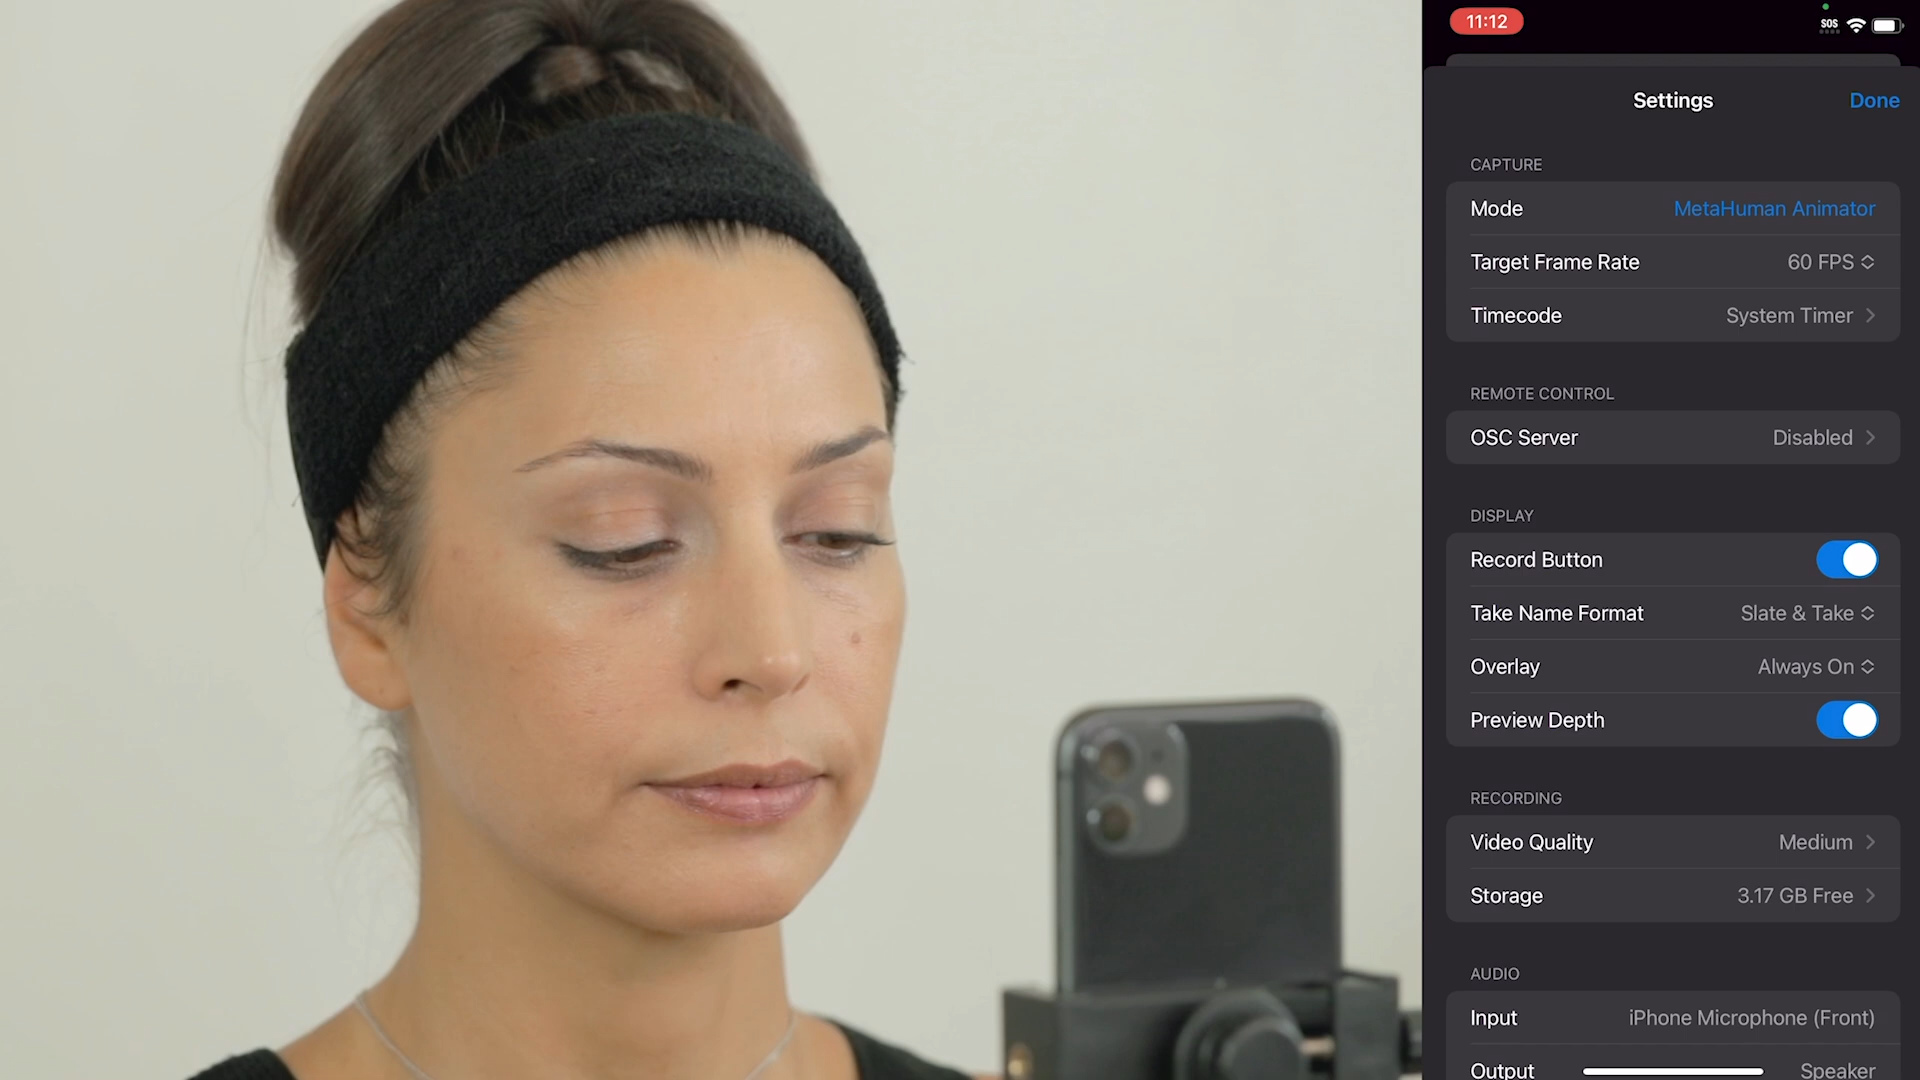 11:12
SOS
Settings
Done
CAPTURE
Mode
MetaHuman Animator
Target Frame Rate
60 FPS
Timecode
System Timer
REMOTE CONTROL
OSC Server
Disabled
DISPLAY
Record Button
Take Name Format
Slate & Take
Overlay
Always On
Preview Depth
RECORDING
Video Quality
Medium
Storage
3.17 GB Free
AUDIO
Input
iPhone Microphone (Front)
Output
Speaker